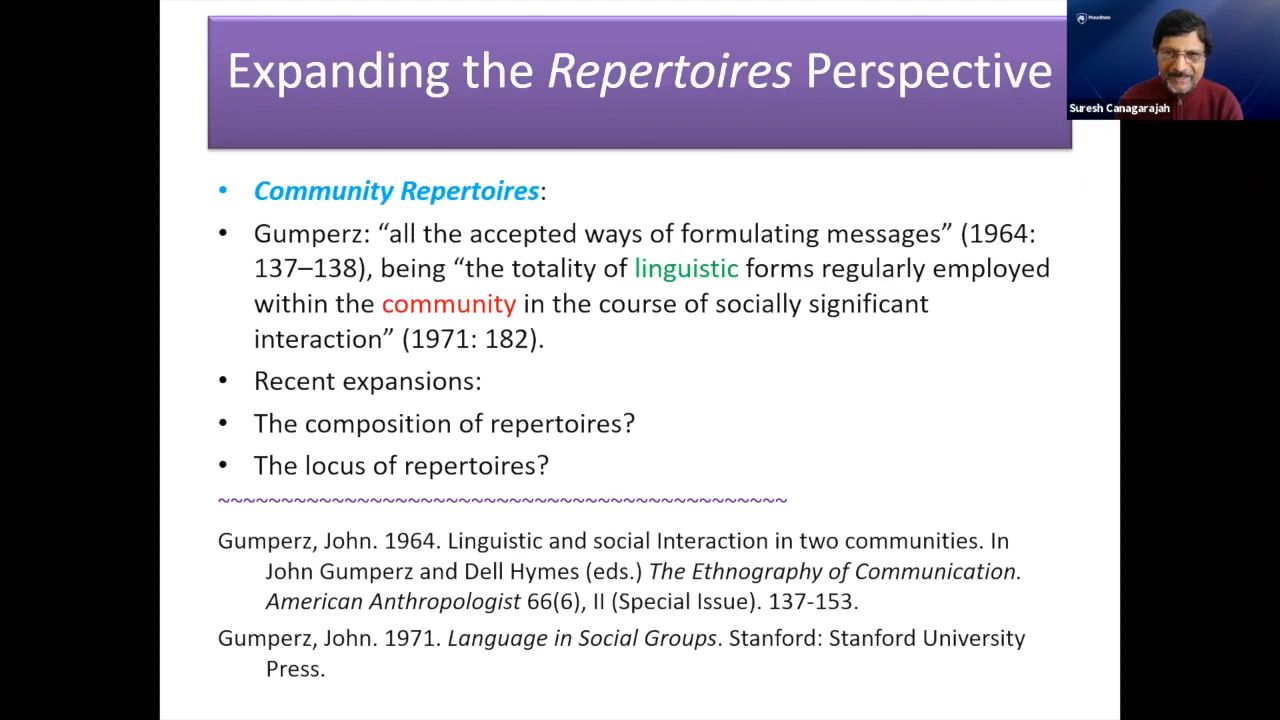 Expanding the Repertoires Perspective
PennState
Suresh Canagarajah
• Community Repertoires:
• Gumperz: “all the accepted ways of formulating messages” (1964:
137–138), being “the totality of linguistic forms regularly employed
within the community in the course of socially significant
interaction” (1971: 182).
• Recent expansions:
• The composition of repertoires?
• The locus of repertoires?
~~~~~~~~~~~~~~~~~~~~~~~~~~~~~~~~~~~~~~~~~~~~~
Gumperz, John. 1964. Linguistic and social Interaction in two communities. In
John Gumperz and Dell Hymes (eds.) The Ethnography of Communication.
American Anthropologist 66(6), II (Special Issue). 137-153.
Gumperz, John. 1971. Language in Social Groups. Stanford: Stanford University
Press.